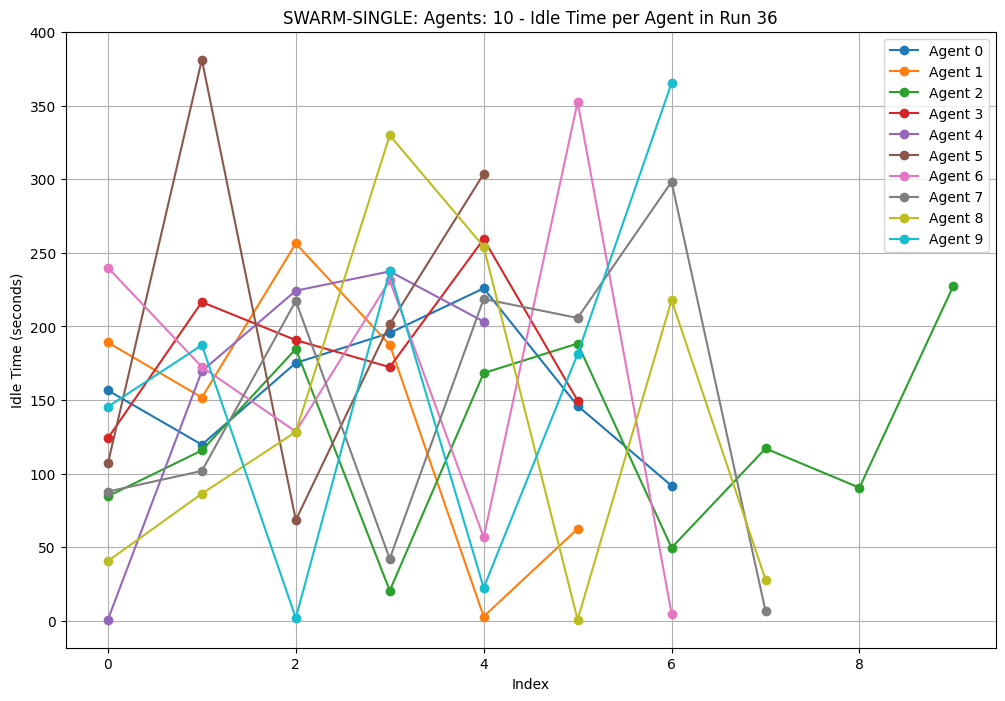 SWARM-SINGLE: Agents: 10 - Idle Time per Agent in Run 36
400
350
300
250
200
150
100
50
0
Idle Time (seconds)
0 2 4 6 8
Index
Agent 0
Agent 1
Agent 2
Agent 3
Agent 4
Agent 5
Agent 6
Agent 7
Agent 8
Agent 9